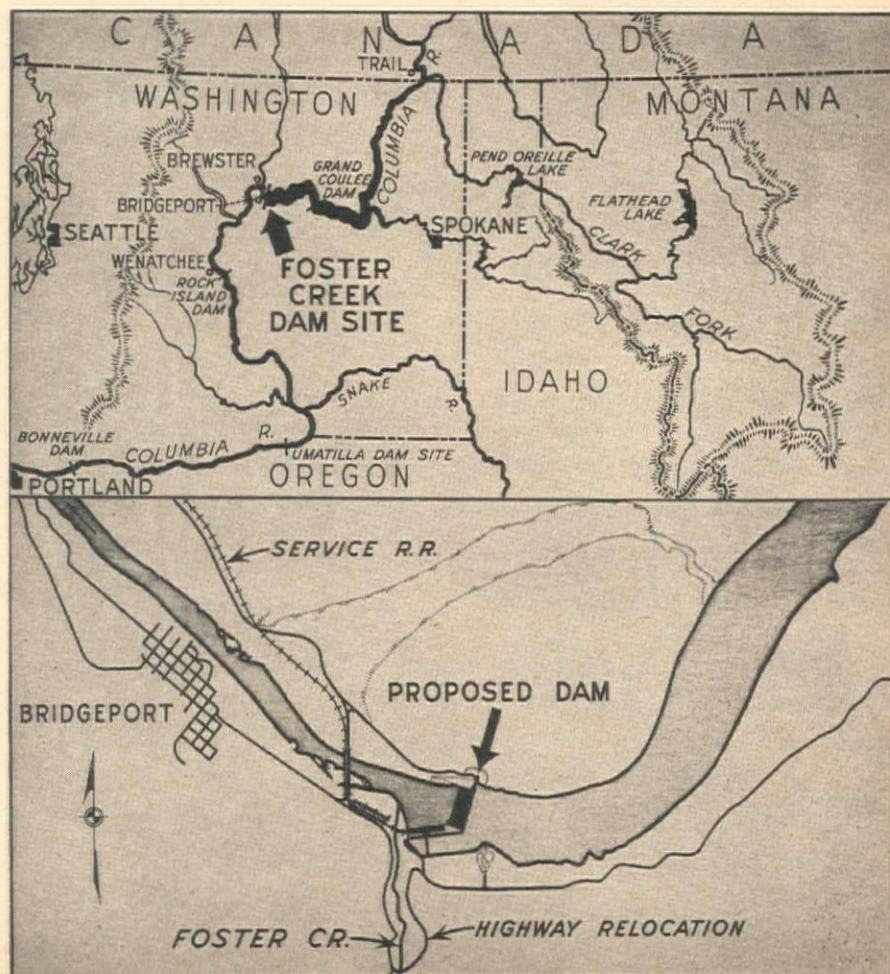 C A N A D A
TRAIL
R.
WASHINGTON
MONTANA
COLUMBIA
BREWSTER
GRAND
COULEE
DAM
PEND OREILLE
LAKE
BRIDGEPORT
FLATHEAD
LAKE
SEATTLE
SPOKANE
CLARK
FORK
WENATCHEE
ROCK
ISLAND
DAM
FOSTER
CREEK
DAM SITE
IDAHO
SNAKE
R.
BONNEVILLE
DAM
COLUMBIA R.
UMATILLA DAM SITE
OREGON
PORTLAND
SERVICE R.R.
PROPOSED DAM
BRIDGEPORT
FOSTER CR.
HIGHWAY RELOCATION